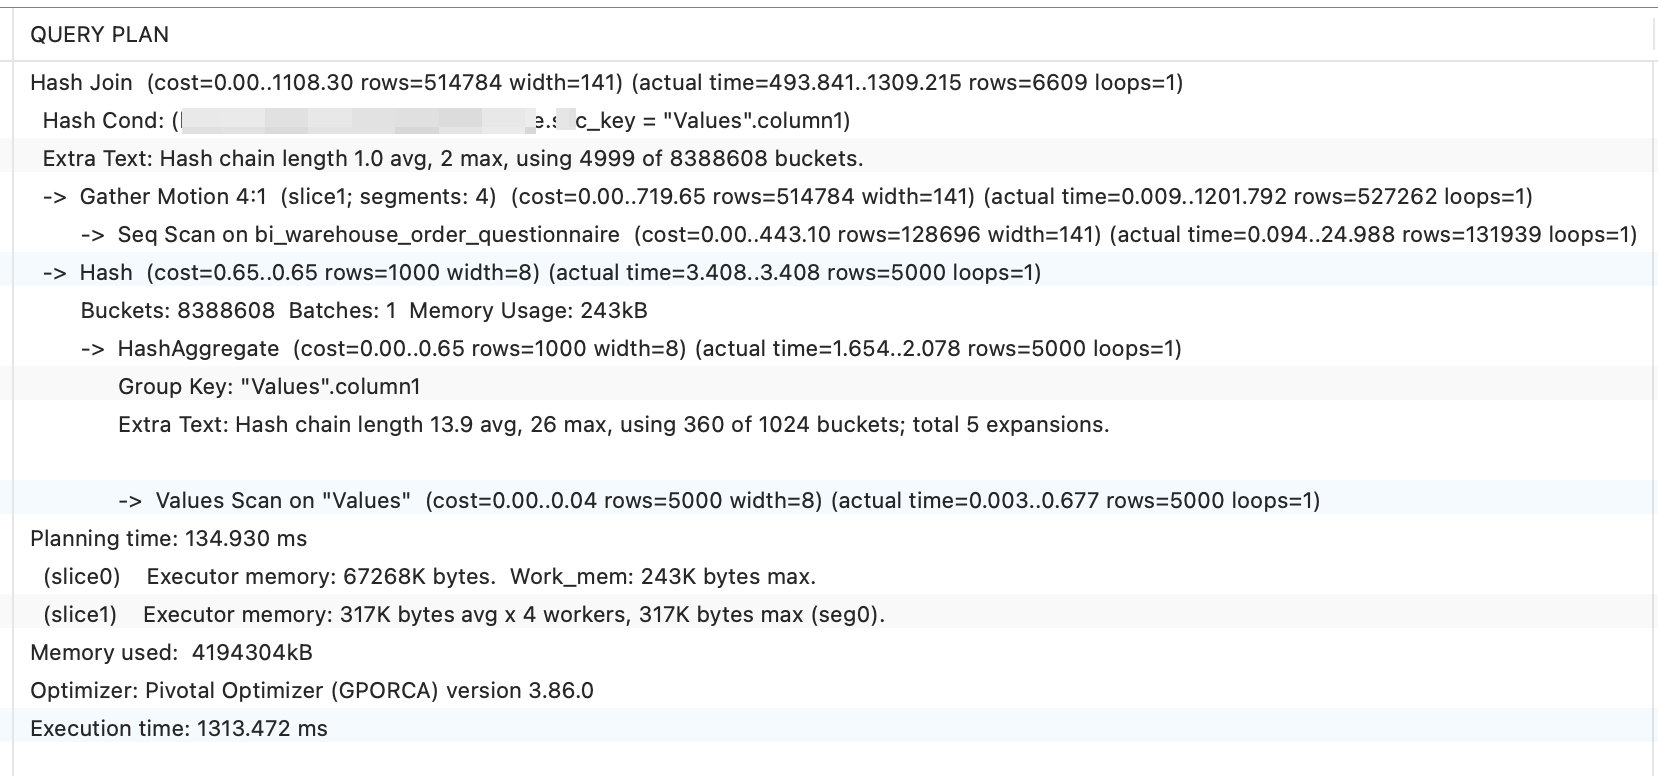 QUERY PLAN
Hash Join (cost=0.00..1108.30 rows=514784 width=141) (actual time=493.841..1309.215 rows=6609 loops=1)
Hash Cond: ( c_key = "Values".column1)
Extra Text: Hash chain length 1.0 avg, 2 max, using 4999 of 8388608 buckets.
-> Gather Motion 4:1 (slice1; segments: 4) (cost=0.00..719.65 rows=514784 width=141) (actual time=0.009..1201.792 rows=527262 loops=1)
-> Seq Scan on bi_warehouse_order_questionnaire (cost=0.00..443.10 rows=128696 width=141) (actual time=0.094..24.988 rows=131939 loops=1)
-> Hash (cost=0.65..0.65 rows=1000 width=8) (actual time=3.408..3.408 rows=5000 loops=1)
Buckets: 8388608 Batches: 1 Memory Usage: 243kB
-> HashAggregate (cost=0.00..0.65 rows=1000 width=8) (actual time=1.654..2.078 rows=5000 loops=1)
Group Key: "Values".column1
Extra Text: Hash chain length 13.9 avg, 26 max, using 360 of 1024 buckets; total 5 expansions.
-> Values Scan on "Values" (cost=0.00..0.04 rows=5000 width=8) (actual time=0.003..0.677 rows=5000 loops=1)
Planning time: 134.930 ms
(slice0) Executor memory: 67268K bytes. Work_mem: 243K bytes max.
(slice1) Executor memory: 317K bytes avg x 4 workers, 317K bytes max (seg0).
Memory used: 4194304kB
Optimizer: Pivotal Optimizer (GPORCA) version 3.86.0
Execution time: 1313.472 ms